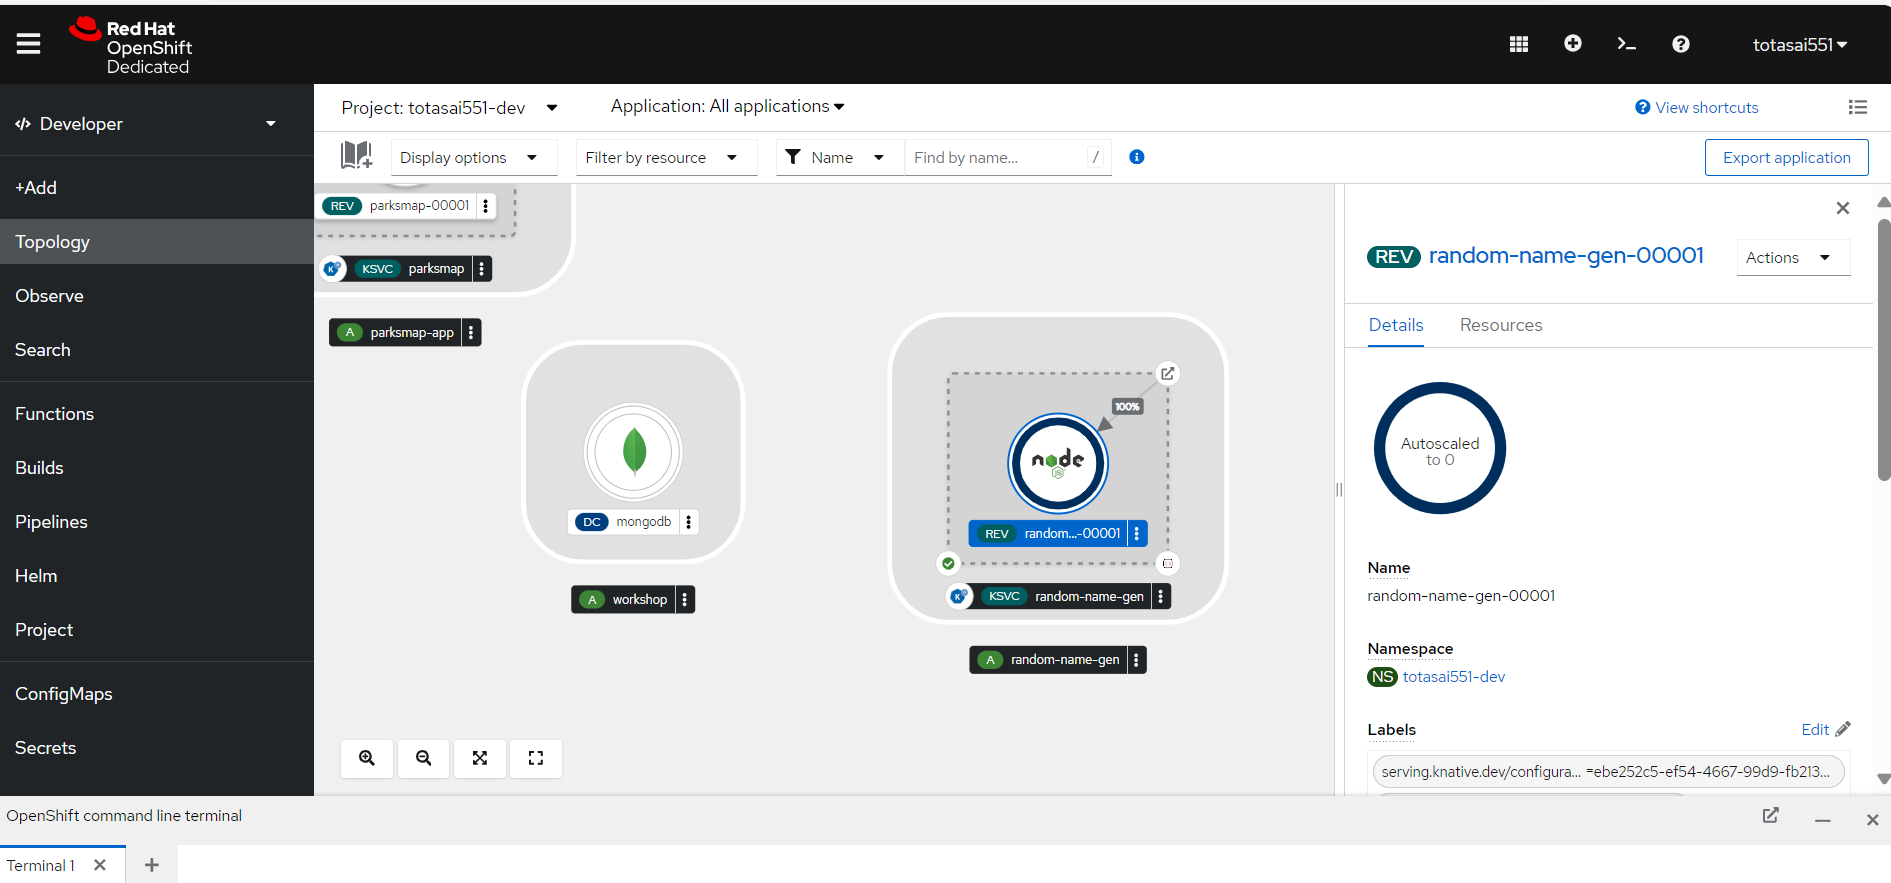 Red Hat
OpenShift
Dedicated
totasai551
Developer
+Add
Topology
Observe
Search
Functions
Builds
Pipelines
Helm
Project
ConfigMaps
Secrets
Project: totasai551-dev
Application: All applications
View shortcuts
Display options
Filter by resource
Name
Find by name...
/
Export application
REV parksmap-00001
KSVC parksmap
A parksmap-app
DC mongodb
A workshop
100%
node
JS
REV random...-00001
KSVC random-name-gen
A random-name-gen
REV random-name-gen-00001
Actions
Details Resources
Autoscaled
to 0
Name
random-name-gen-00001
Namespace
NS totasai551-dev
Labels
Edit
serving.knative.dev/configura... =ebe252c5-ef54-4667-99d9-fb213...
OpenShift command line terminal
Terminal 1